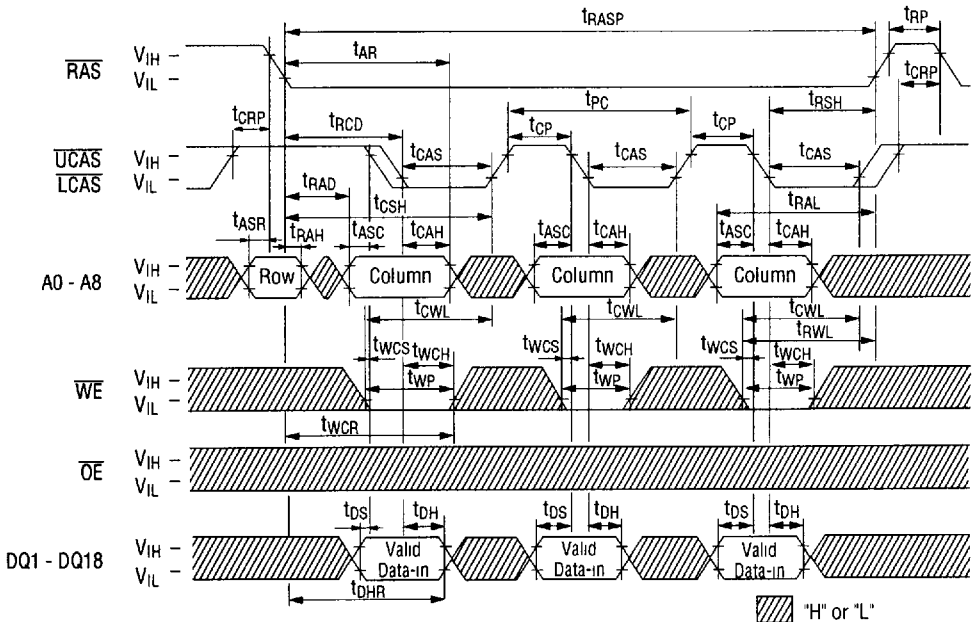 tRASP
tRP
RAS
VIH –
VIL –
tAR
tCRP
tCRP
tRCD
tPC
tRSH
UCAS
LCAS
VIH –
VIL –
tCP
tCP
tCAS
tCAS
tCAS
tRAD
tCSH
tRAL
tASR
tRAH
tASC
tCAH
tASC
tCAH
tASC
tCAH
A0 - A8
VIH –
VIL –
Row
Column
Column
Column
tCWL
tCWL
tCWL
tRWL
tWCS
tWCH
tWCS
tWCH
tWCS
tWCH
WE
VIH –
VIL –
tWP
tWP
tWP
tWCR
OE
VIH –
VIL –
tDS
tDH
tDS
tDH
tDS
tDH
DQ1 - DQ18
VIH –
VIL –
Valid
Data-in
Valid
Data-in
Valid
Data-in
tDHR
"H" or "L"